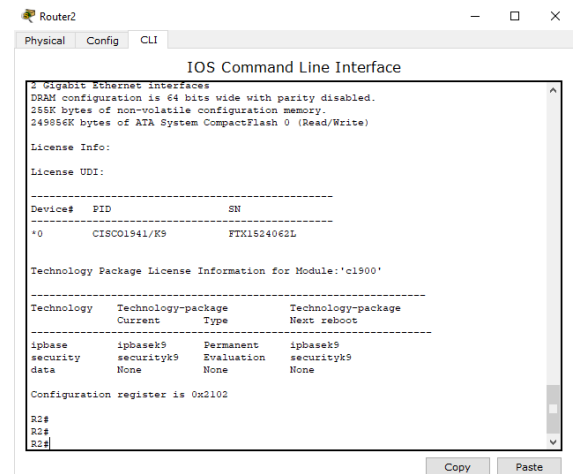 Router2
Physical Config CLI
IOS Command Line Interface
2 Gigabit Ethernet interfaces
DRAM configuration is 64 bits wide with parity disabled.
255K bytes of non-volatile configuration memory.
249856K bytes of ATA System CompactFlash 0 (Read/Write)
License Info:
License UDI:
-------------------------------------------------
Device# PID SN
-------------------------------------------------
*0 CISCO1941/K9 FTX1524062L
Technology Package License Information for Module:'c1900'
----------------------------------------------------------------
Technology Technology-package Technology-package
Current Type Next reboot
-----------------------------------------------------------------
ipbase ipbasek9 Permanent ipbasek9
security securityk9 Evaluation securityk9
data None None None
Configuration register is 0x2102
R2#
R2#
R2#
Copy Paste